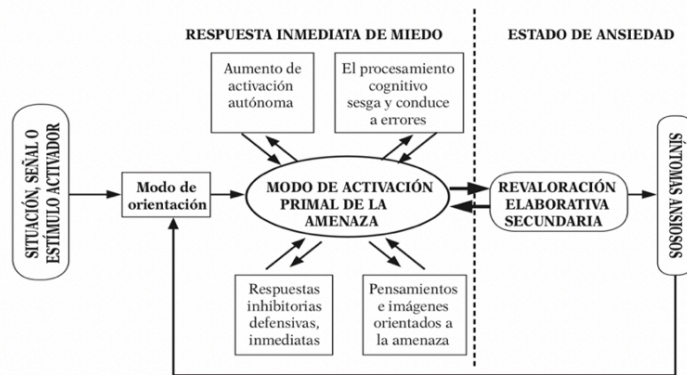 RESPUESTA INMEDIATA DE MIEDO
ESTADO DE ANSIEDAD
Aumento de
activación
autónoma
El procesamiento
cognitivo
sesga y conduce
a errores
SITUACIÓN, SEÑAL O
ESTÍMULO ACTIVADOR
Modo de
orientación
MODO DE ACTIVACIÓN
PRIMAL DE LA
AMENAZA
REVALORACIÓN
ELABORATIVA
SECUNDARIA
SÍNTOMAS ANSIOSOS
Respuestas
inhibitorias
defensivas,
inmediatas
Pensamientos
e imágenes
orientados a
la amenaza